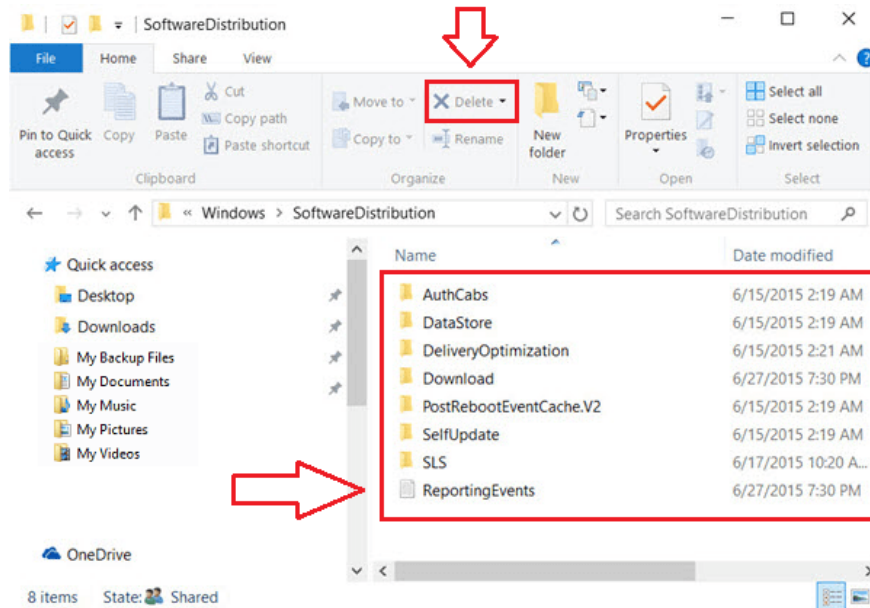 SoftwareDistribution
File Home Share View
Pin to Quick access
Copy
Paste
Cut
Copy path
Paste shortcut
Clipboard
Move to
Copy to
Delete
Rename
Organize
New folder
New
Properties
Open
Select all
Select none
Invert selection
Select
« Windows > SoftwareDistribution
Search SoftwareDistribution
Quick access
Desktop
Downloads
My Backup Files
My Documents
My Music
My Pictures
My Videos
OneDrive
Name Date modified
AuthCabs 6/15/2015 2:19 AM
DataStore 6/15/2015 2:19 AM
DeliveryOptimization 6/15/2015 2:21 AM
Download 6/27/2015 7:30 PM
PostRebootEventCache.V2 6/15/2015 2:19 AM
SelfUpdate 6/15/2015 2:19 AM
SLS 6/17/2015 10:20 A...
ReportingEvents 6/27/2015 7:30 PM
8 items State: Shared